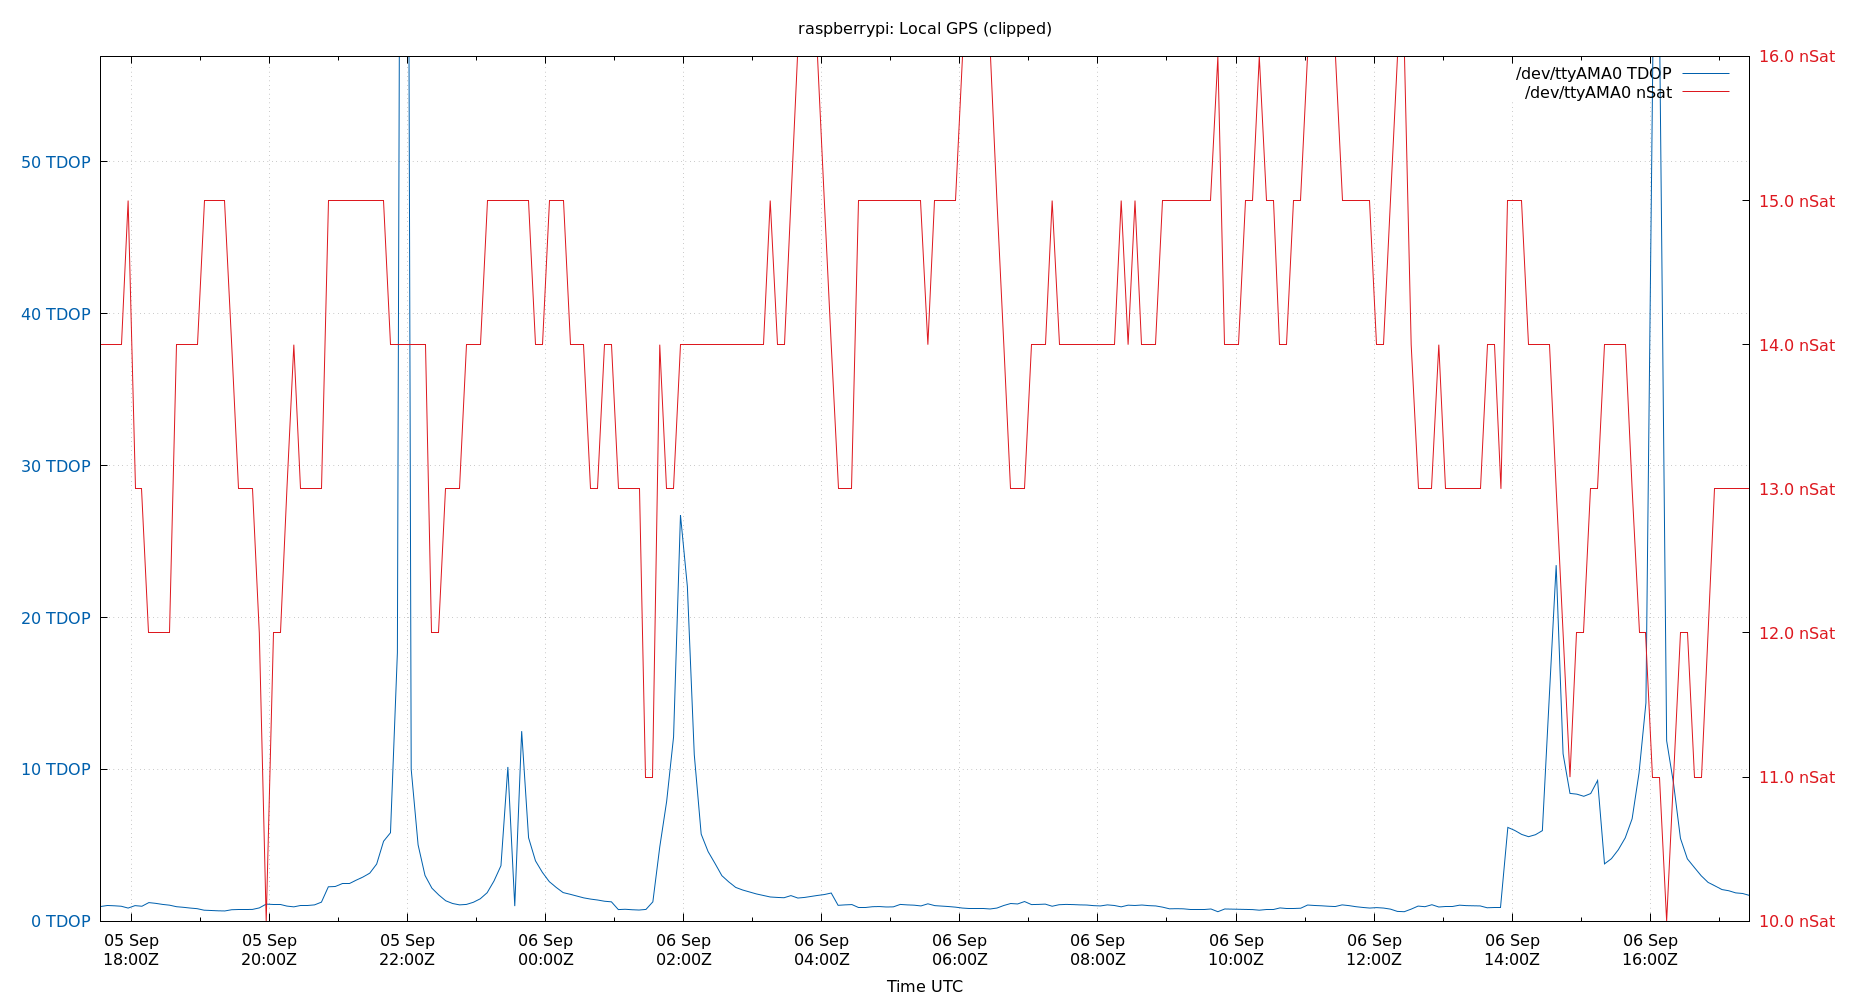 raspberrypi: Local GPS (clipped)
16.0 nSat
/dev/ttyAMA0 TDOP
/dev/ttyAMA0 nSat
50 TDOP
15.0 nSat
40 TDOP
14.0 nSat
30 TDOP
13.0 nSat
20 TDOP
12.0 nSat
10 TDOP
11.0 nSat
0 TDOP
10.0 nSat
05 Sep 05 Sep 05 Sep 06 Sep 06 Sep 06 Sep 06 Sep 06 Sep 06 Sep 06 Sep 06 Sep 06 Sep
18:00Z 20:00Z 22:00Z 00:00Z 02:00Z 04:00Z 06:00Z 08:00Z 10:00Z 12:00Z 14:00Z 16:00Z
Time UTC